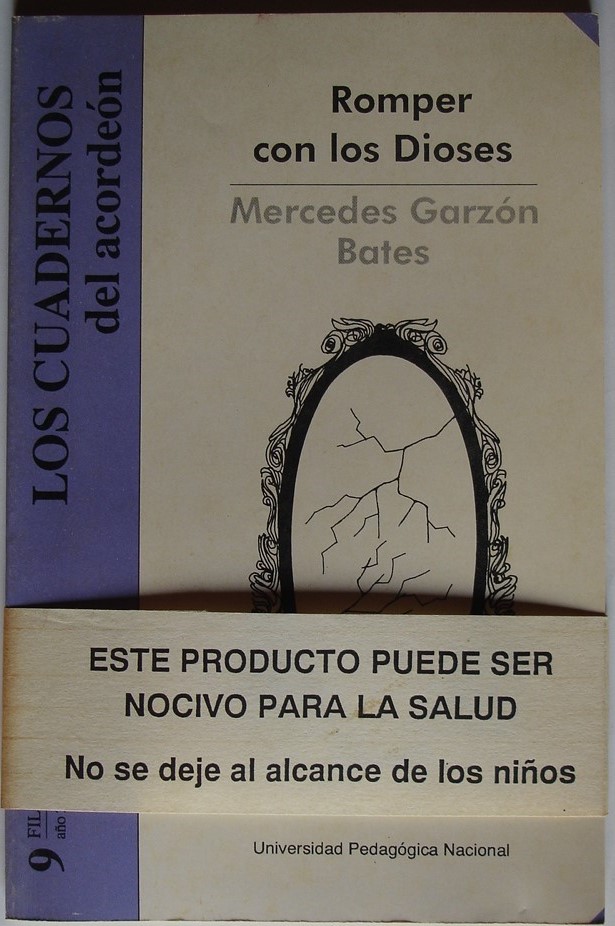 LOS CUADERNOS
del acordeón
Romper
con los Dioses
Mercedes Garzón
Bates
ESTE PRODUCTO PUEDE SER
NOCIVO PARA LA SALUD
No se deje al alcance de los niños
9
año
Universidad Pedagógica Nacional